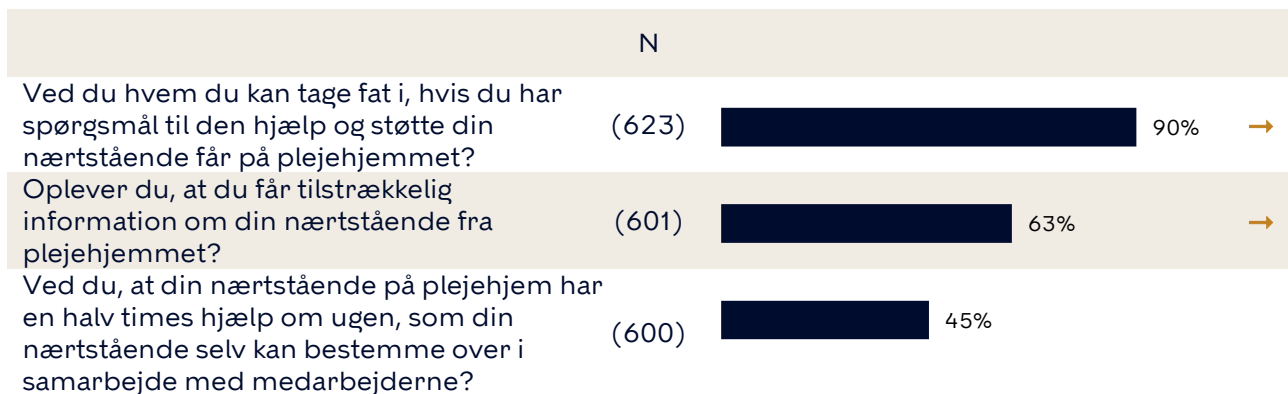 N
Ved du hvem du kan tage fat i, hvis du har
spørgsmål til den hjælp og støtte din
nærtstående får på plejehjemmet?
(623)
90%
→
Oplever du, at du får tilstrækkelig
information om din nærtstående fra
plejehjemmet?
(601)
63%
→
Ved du, at din nærtstående på plejehjem har
en halv times hjælp om ugen, som din
nærtstående selv kan bestemme over i
samarbejde med medarbejderne?
(600)
45%